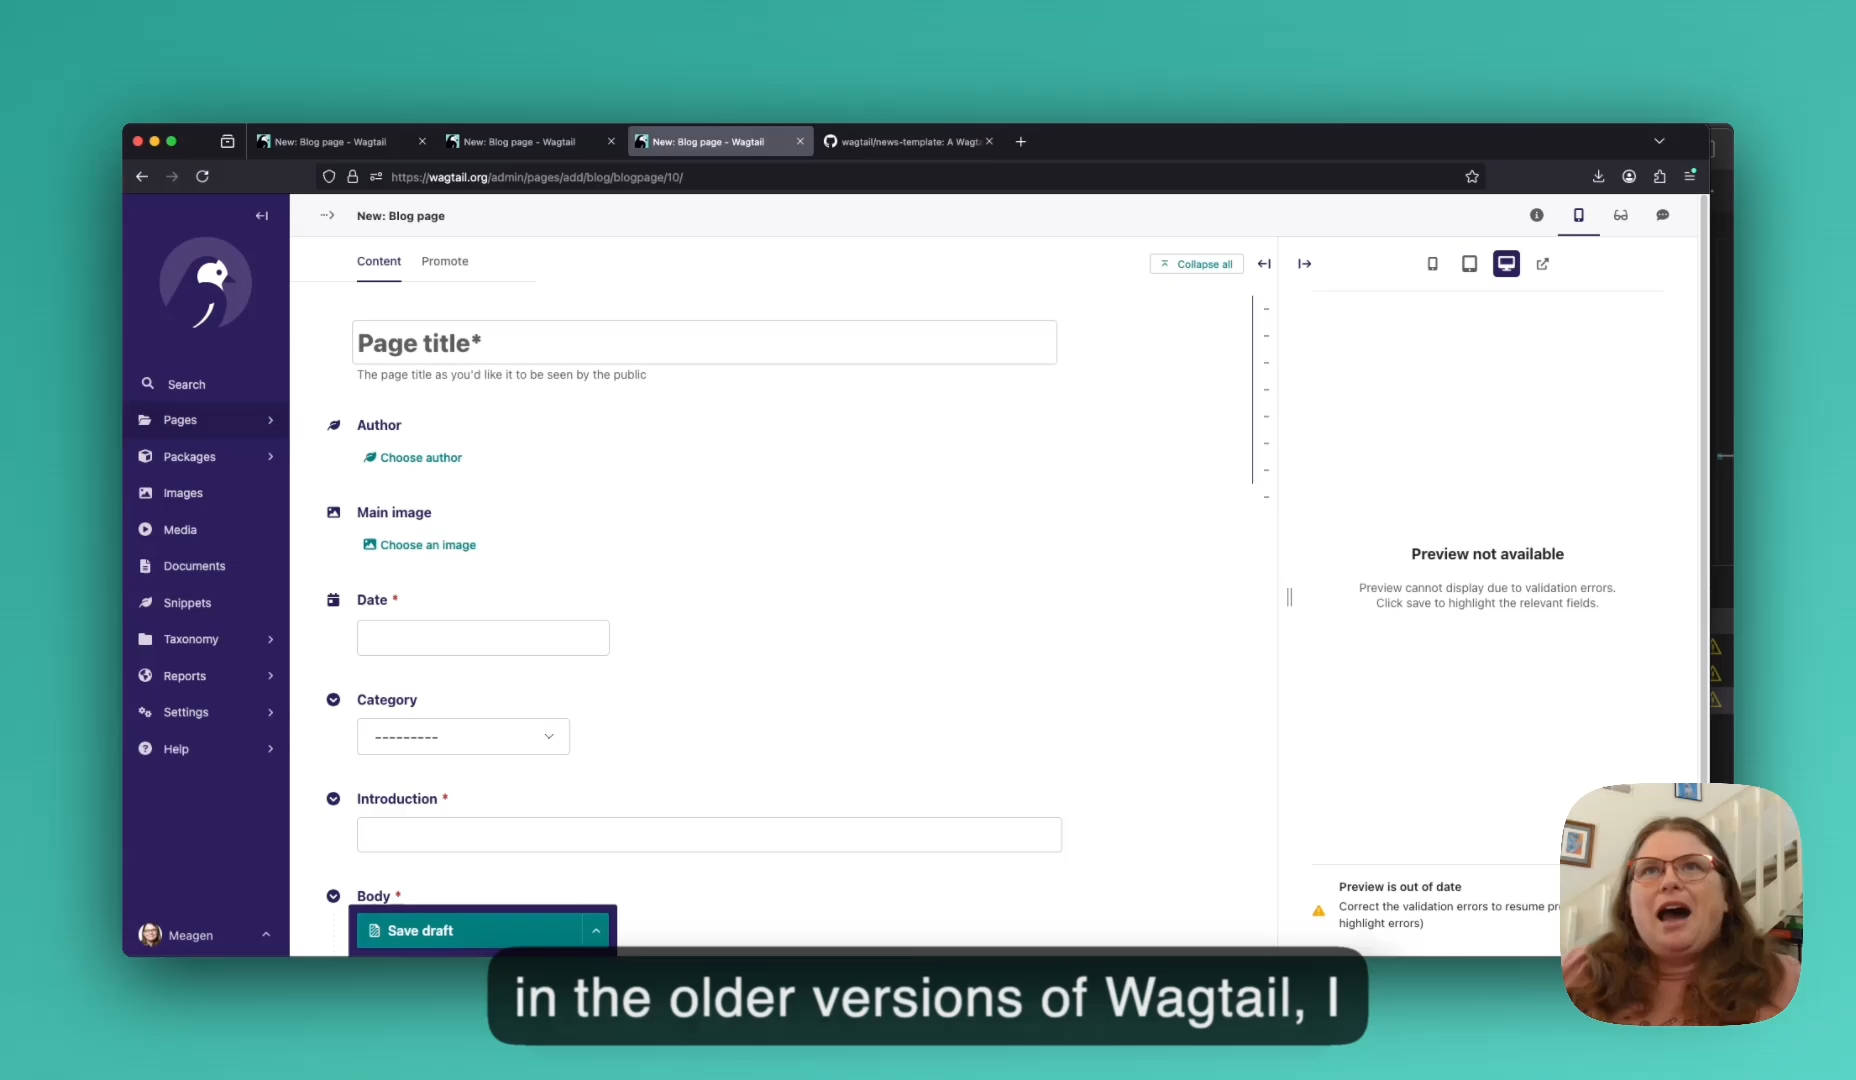 New: Blog page - Wagtail
New: Blog page - Wagtail
New: Blog page - Wagtail
wagtail/news-template: A Wagt
https://wagtail.org/admin/pages/add/blog/blogpage/10/
New: Blog page
Content
Promote
Collapse all
Page title*
The page title as you'd like it to be seen by the public
Author
Choose author
Main image
Choose an image
Date *
Category
---------
Introduction *
Body *
Save draft
Search
Pages
Packages
Images
Media
Documents
Snippets
Taxonomy
Reports
Settings
Help
Meagen
Preview not available
Preview cannot display due to validation errors.
Click save to highlight the relevant fields.
Preview is out of date
Correct the validation errors to resume pr
highlight errors)
in the older versions of Wagtail, I